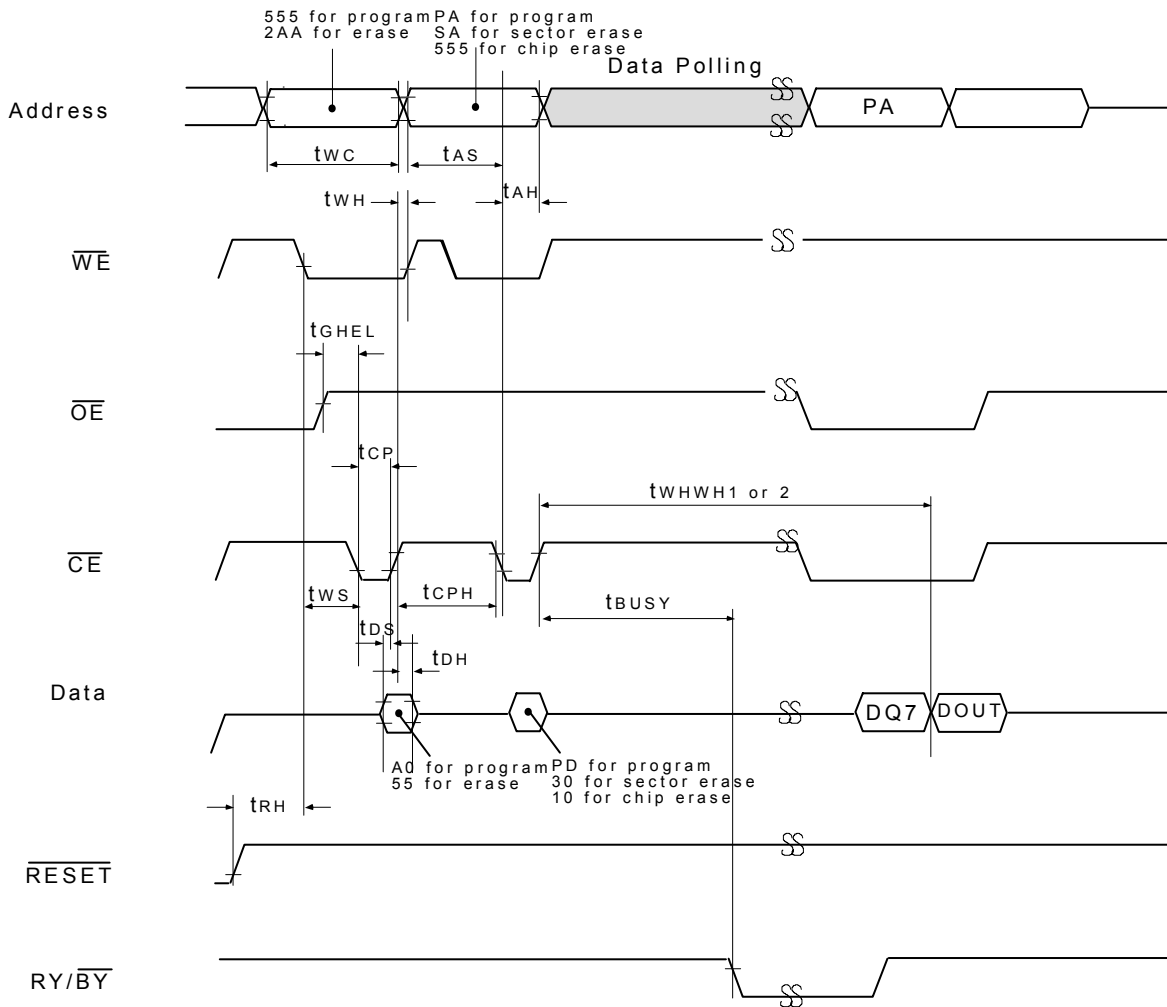 555 for program
2AA for erase
PA for program
SA for sector erase
555 for chip erase
Data Polling
Address
PA
tWC
tAS
tWH
tAH
WE
tGHEL
OE
tCP
tWHWH1 or 2
CE
tWS
tCPH
tBUSY
tDS
tDH
Data
DQ7
DOUT
A0 for program
55 for erase
PD for program
30 for sector erase
10 for chip erase
tRH
RESET
RY/BY